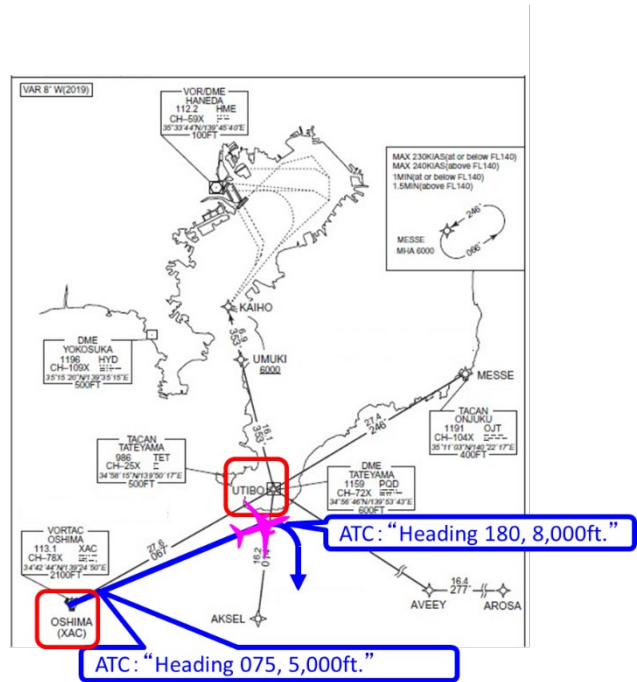 VAR 8° W(2019)
VOR/DME
HANEDA
112.2 HME
CH-59X
35°33'44"N/139°45'40"E
100FT
MAX 230KIAS(at or below FL140)
MAX 240KIAS(above FL140)
1MIN(at or below FL140)
1.5MIN(above FL140)
246°
066°
MESSE
MHA 6000
KAIHO
6.9
353°
DME
YOKOSUKA
1196 HYD
CH-109X
35°15'20"N/139°35'15"E
500FT
UMUKI
6000
MESSE
16.1
353°
27.4
246°
TACAN
ONJUKU
1191 OJT
CH-104X
35°11'03"N/140°22'17"E
400FT
TACAN
TATEYAMA
986 TET
CH-25X
34°58'15"N/139°50'17"E
500FT
UTIBO
DME
TATEYAMA
1159 PQD
CH-72X
34°56'46"N/139°53'43"E
600FT
ATC: "Heading 180, 8,000ft."
VORTAC
OSHIMA
113.1 XAC
CH-78X
34°42'44"N/139°24'50"E
2100FT
27.6
067°
16.2
014°
OSHIMA
(XAC)
AKSEL
AVEEY
16.4
277°
AROSA
ATC: "Heading 075, 5,000ft."